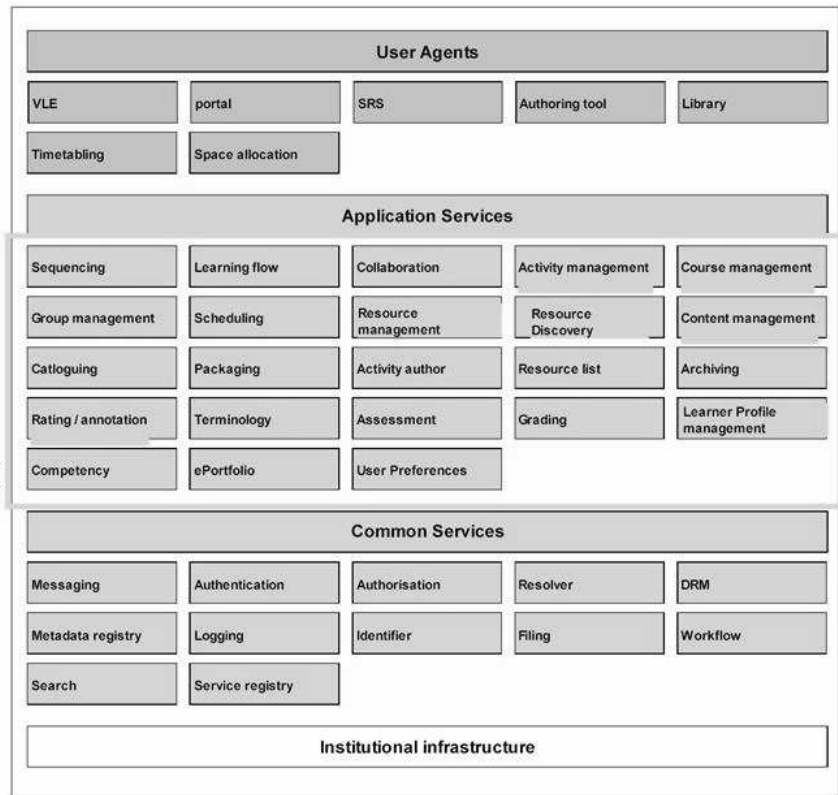 User Agents
VLE
portal
SRS
Authoring tool
Library
Timetabling
Space allocation
Application Services
Sequencing
Learning flow
Collaboration
Activity management
Course management
Group management
Scheduling
Resource
management
Resource
Discovery
Content management
Catloguing
Packaging
Activity author
Resource list
Archiving
Rating / annotation
Terminology
Assessment
Grading
Learner Profile
management
Competency
ePortfolio
User Preferences
Common Services
Messaging
Authentication
Authorisation
Resolver
DRM
Metadata registry
Logging
Identifier
Filing
Workflow
Search
Service registry
Institutional infrastructure